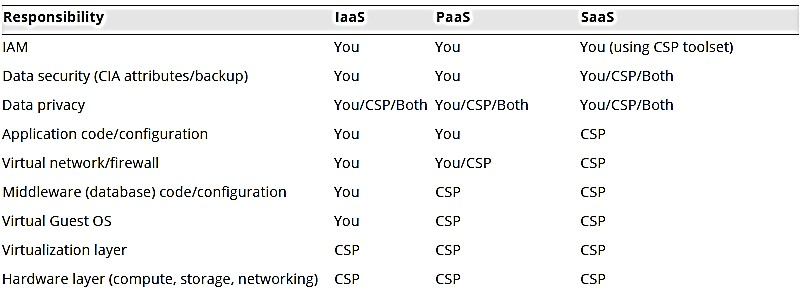 Responsibility IaaS PaaS SaaS
IAM You You You (using CSP toolset)
Data security (CIA attributes/backup) You You You/CSP/Both
Data privacy You/CSP/Both You/CSP/Both You/CSP/Both
Application code/configuration You You CSP
Virtual network/firewall You You/CSP CSP
Middleware (database) code/configuration You CSP CSP
Virtual Guest OS You CSP CSP
Virtualization layer CSP CSP CSP
Hardware layer (compute, storage, networking) CSP CSP CSP